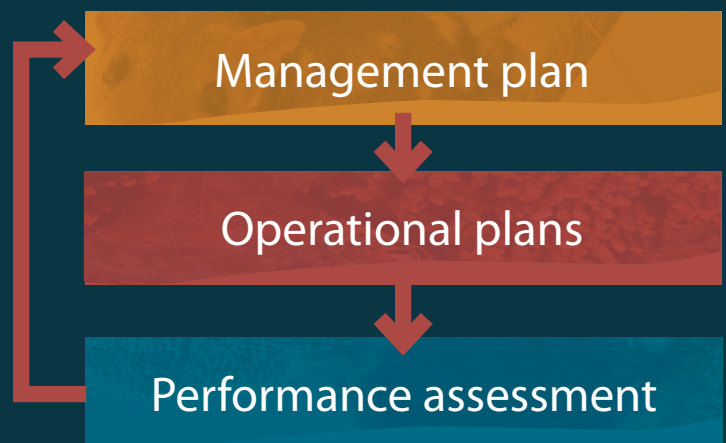 Management plan
Operational plans
Performance assessment